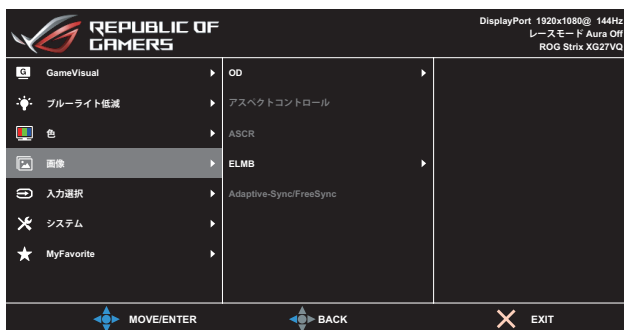 REPUBLIC OF
GAMERS
DisplayPort 1920x1080@ 144Hz
レースモード Aura Off
ROG Strix XG27VQ
G GameVisual
ブルーライト低減
色
画像
入力選択
システム
MyFavorite
OD
アスペクトコントロール
ASCR
ELMB
Adaptive-Sync/FreeSync
MOVE/ENTER
BACK
EXIT